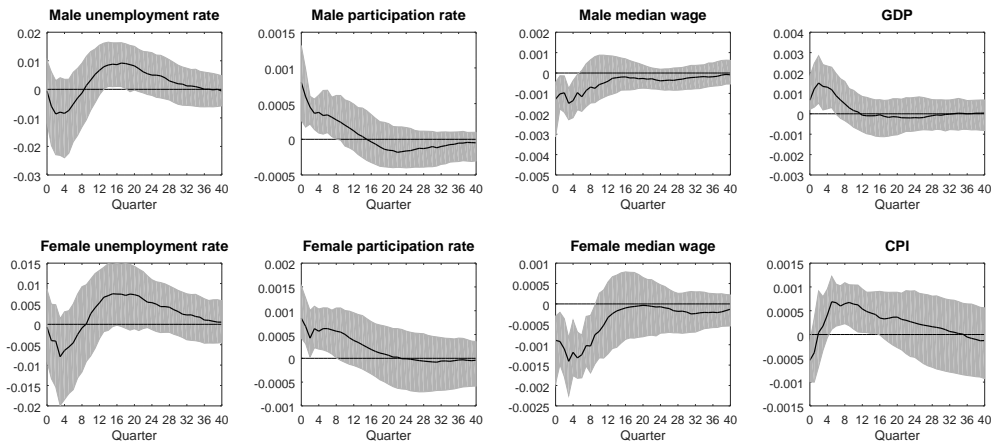 Male unemployment rate
0.02
0.01
0
-0.01
-0.02
-0.03
0 4 8 12 16 20 24 28 32 36 40
Quarter
Male participation rate
0.0015
0.001
0.0005
0
-0.0005
0 4 8 12 16 20 24 28 32 36 40
Quarter
Male median wage
0.002
0.001
0
-0.001
-0.002
-0.003
-0.004
-0.005
0 4 8 12 16 20 24 28 32 36 40
Quarter
GDP
0.004
0.003
0.002
0.001
0
-0.001
-0.002
-0.003
0 4 8 12 16 20 24 28 32 36 40
Quarter
Female unemployment rate
0.015
0.01
0.005
0
-0.005
-0.01
-0.015
-0.02
0 4 8 12 16 20 24 28 32 36 40
Quarter
Female participation rate
0.002
0.0015
0.001
0.0005
0
-0.0005
-0.001
0 4 8 12 16 20 24 28 32 36 40
Quarter
Female median wage
0.001
0.0005
0
-0.0005
-0.001
-0.0015
-0.002
-0.0025
0 4 8 12 16 20 24 28 32 36 40
Quarter
CPI
0.0015
0.001
0.0005
0
-0.0005
-0.001
-0.0015
0 4 8 12 16 20 24 28 32 36 40
Quarter